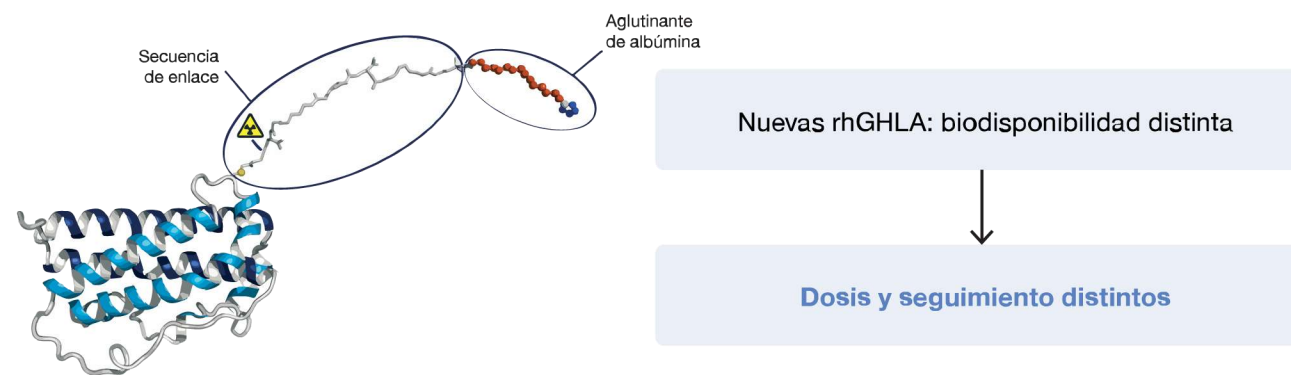 Secuencia
de enlace
Aglutinante
de albúmina
Nuevas rhGHLA: biodisponibilidad distinta
Dosis y seguimiento distintos